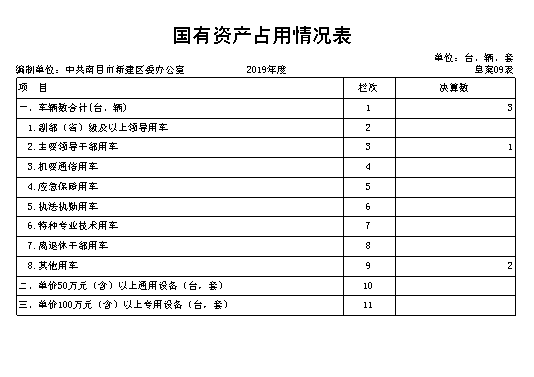 国有资产占用情况表
单位：台，辆，套
编制单位：中共南昌市新建区委办公室 2019年度 皇寀09表
项 目 栏次 决算数
一．车辆数合计(台，辆) 1 3
1.副部（省）级及以上领导用车 2
2.主要领导干部用车 3 1
3.机要通信用车 4
4.应急保障用车 5
5.执法执勤用车 6
6.特种专业技术用车 7
7.离退休干部用车 8
8.其他用车 9 2
二．单价50万元（含）以上通用设备（台，套） 10
三．单价100万元（含）以上专用设备（台，套） 11